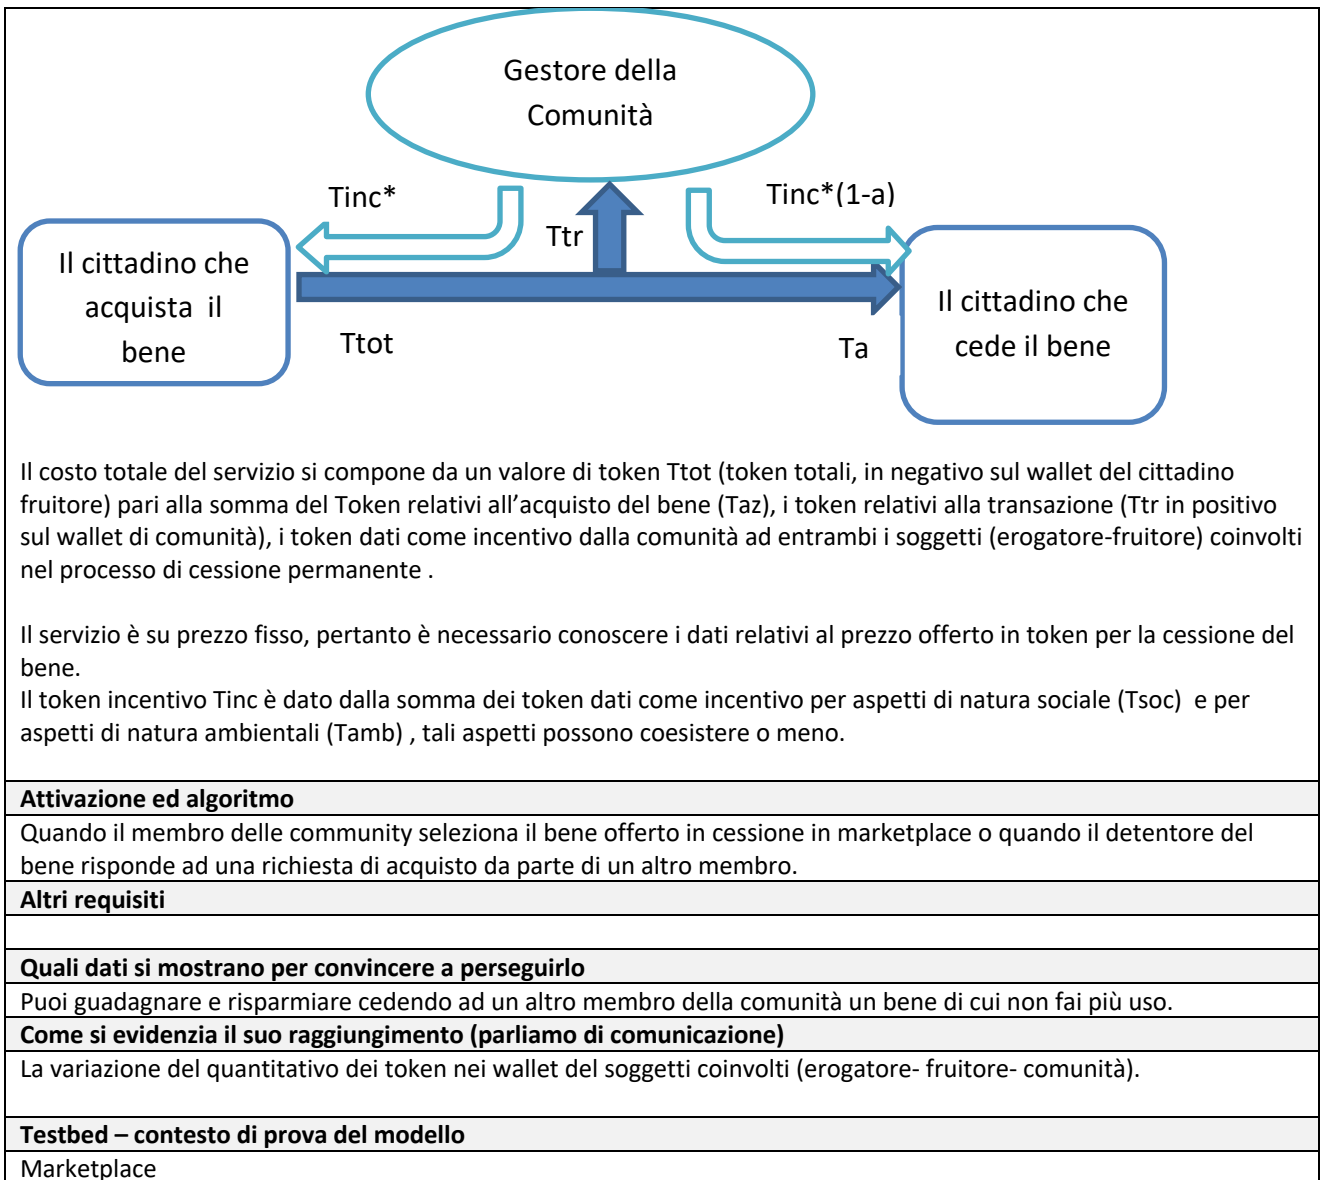 Gestore della
Comunità
Tinc*
Tinc*(1-a)
Ttr
Il cittadino che
acquista il
bene
Il cittadino che
cede il bene
Ttot
Ta
Il costo totale del servizio si compone da un valore di token Ttot (token totali, in negativo sul wallet del cittadino
fruitore) pari alla somma del Token relativi all’acquisto del bene (Taz), i token relativi alla transazione (Ttr in positivo
sul wallet di comunità), i token dati come incentivo dalla comunità ad entrambi i soggetti (erogatore-fruitore) coinvolti
nel processo di cessione permanente .
Il servizio è su prezzo fisso, pertanto è necessario conoscere i dati relativi al prezzo offerto in token per la cessione del
bene.
Il token incentivo Tinc è dato dalla somma dei token dati come incentivo per aspetti di natura sociale (Tsoc) e per
aspetti di natura ambientali (Tamb) , tali aspetti possono coesistere o meno.
Attivazione ed algoritmo
Quando il membro delle community seleziona il bene offerto in cessione in marketplace o quando il detentore del
bene risponde ad una richiesta di acquisto da parte di un altro membro.
Altri requisiti
Quali dati si mostrano per convincere a perseguirlo
Puoi guadagnare e risparmiare cedendo ad un altro membro della comunità un bene di cui non fai più uso.
Come si evidenzia il suo raggiungimento (parliamo di comunicazione)
La variazione del quantitativo dei token nei wallet del soggetti coinvolti (erogatore- fruitore- comunità).
Testbed – contesto di prova del modello
Marketplace